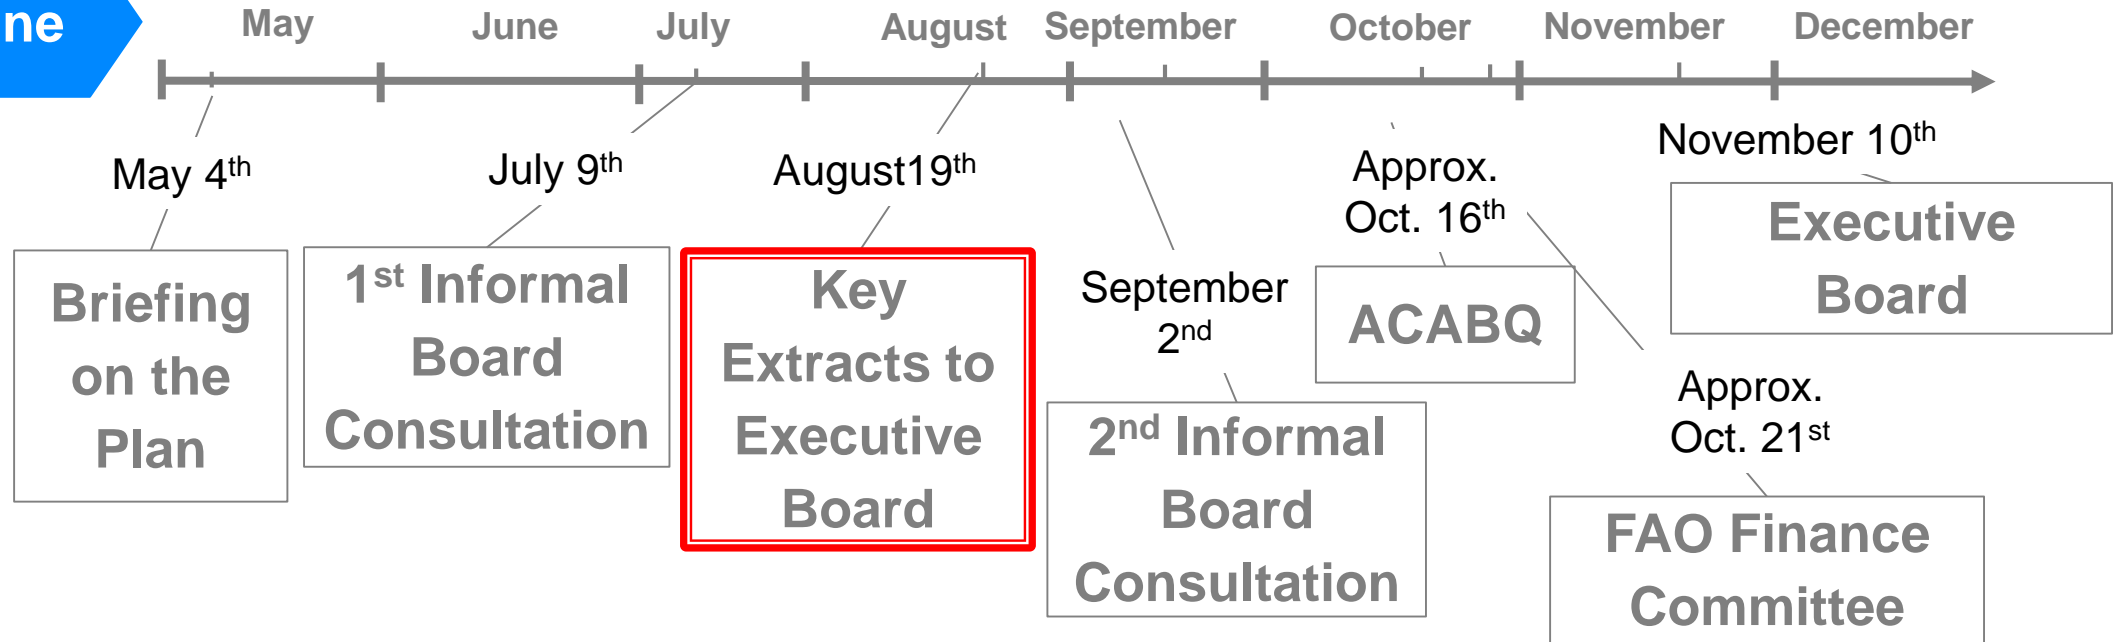 ne
May June July August September October November December
May 4th
July 9th
August19th
September
2nd
Approx.
Oct. 16th
Approx.
Oct. 21st
November 10th
Briefing
on the
Plan
1st Informal
Board
Consultation
Key
Extracts to
Executive
Board
2nd Informal
Board
Consultation
ACABQ
FAO Finance
Committee
Executive
Board